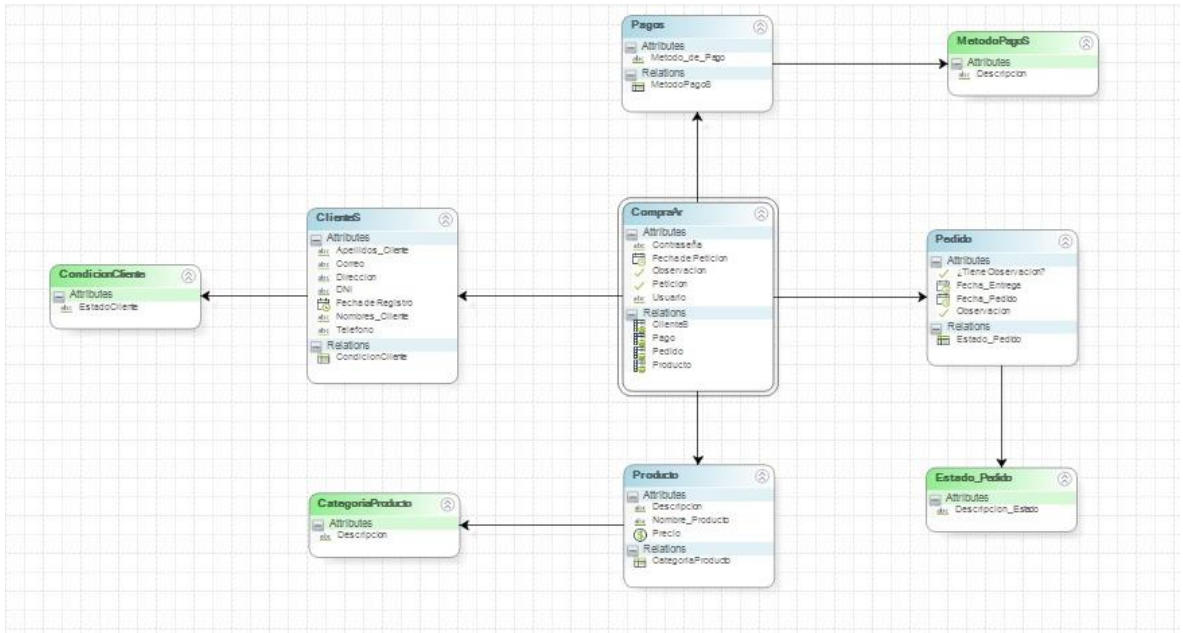 Pagos
Attributes
Metodo_de_Pago
Relations
MetodoPagoS
MetodoPagoS
Attributes
Descripcion
ClienteS
Attributes
Apellidos_Cliente
Correo
Direccion
DNI
Fecha de Registro
Nombres_Cliente
Telefono
Relations
CondicionCliente
CompraAr
Attributes
Contraseña
Fecha de Peticion
Observacion
Peticion
Usuario
Relations
ClienteS
Pago
Pedido
Producto
Pedido
Attributes
¿Tiene Observacion?
Fecha_Entrega
Fecha_Pedido
Observacion
Relations
Estado_Pedido
CondicionCliente
Attributes
EstadoCliente
Producto
Attributes
Descripcion
Nombre_Producto
Precio
Relations
CategoriaProducto
CategoriaProducto
Attributes
Descripcion
Estado_Pedido
Attributes
Descripcion_Estado